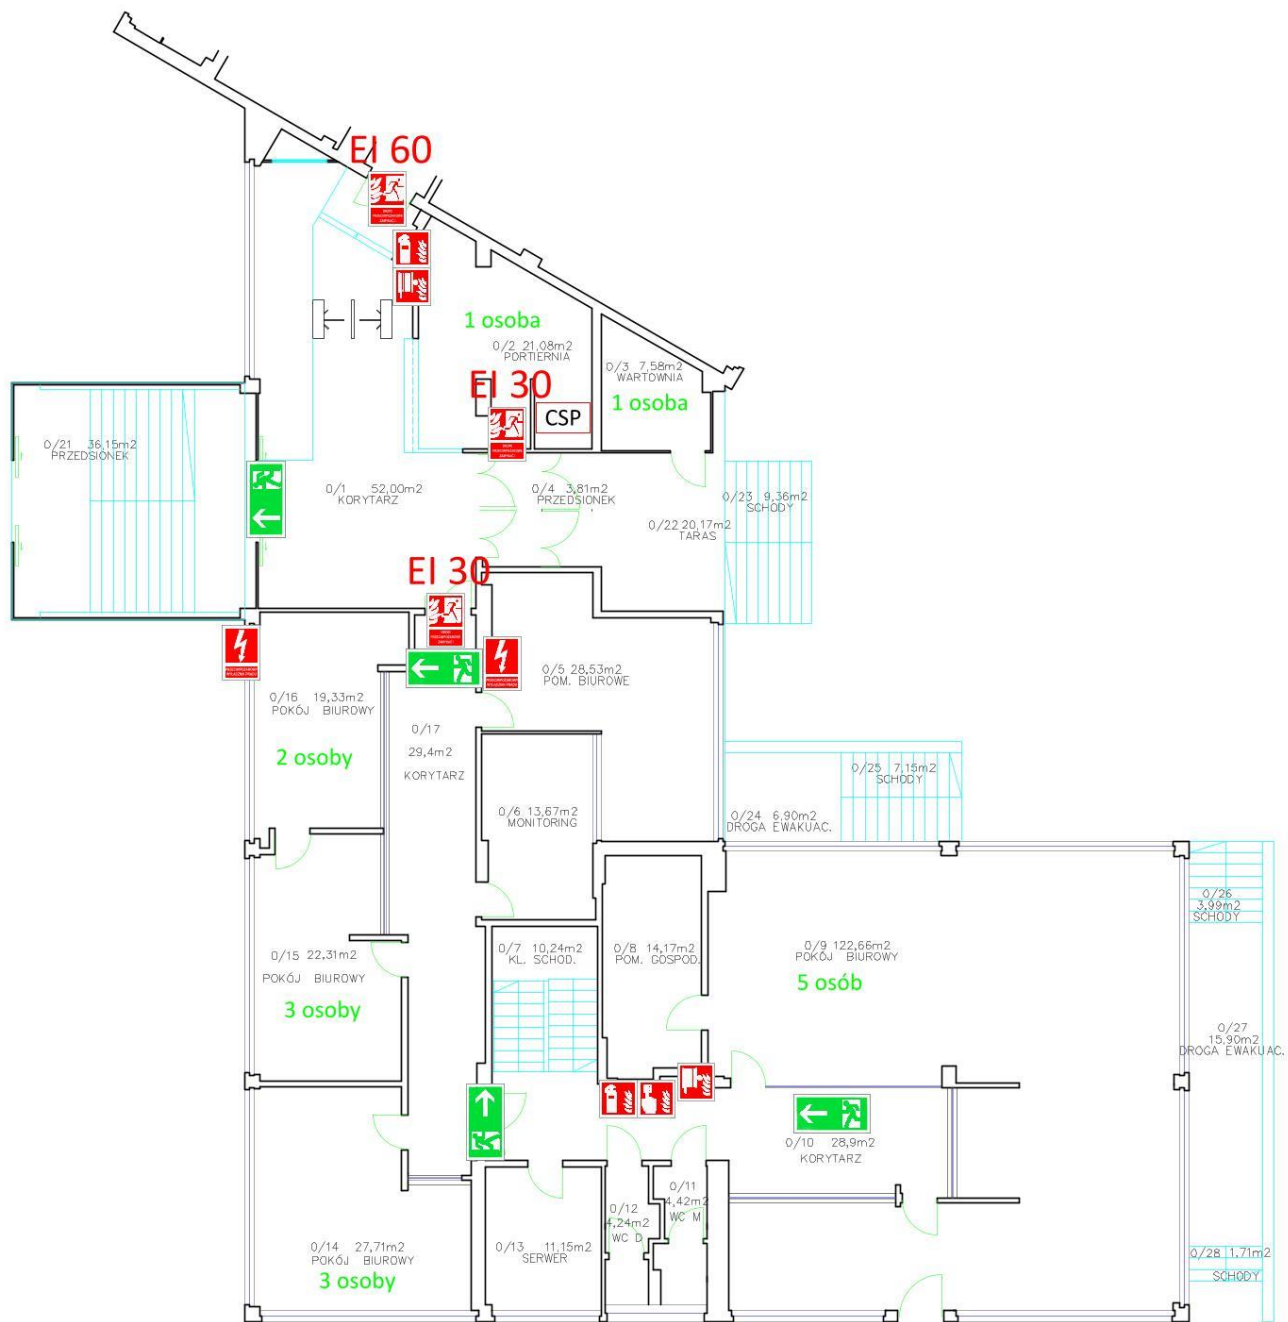 EI 60
1 osoba
0/2 21,08m2
PORTIERNIA
0/3 7,58m2
WARTOWNIA
1 osoba
EI 30
CSP
0/21 36,15m2
PRZEDSIONEK
0/1 52,00m2
KORYTARZ
0/4 3,81m2
PRZEDSIONEK
0/23 9,36m2
SCHODY
0/22 20,17m2
TARAS
EI 30
0/5 28,53m2
POM. BIUROWE
0/16 19,33m2
POKÓJ BIUROWY
2 osoby
0/17
29,4m2
KORYTARZ
0/6 13,67m2
MONITORING
0/25 7,15m2
SCHODY
0/24 6,90m2
DROGA EWAKUAC.
0/26
3,99m2
SCHODY
0/15 22,31m2
POKÓJ BIUROWY
3 osoby
0/7 10,24m2
KL. SCHOD.
0/8 14,17m2
POM. GOSPOD.
0/9 122,66m2
POKÓJ BIUROWY
5 osób
0/27
15,90m2
DROGA EWAKUAC.
0/10 28,9m2
KORYTARZ
0/11
4,42m2
WC M
0/12
4,24m2
WC D
0/14 27,71m2
POKÓJ BIUROWY
3 osoby
0/13 11,15m2
SERWER
0/28 1,71m2
SCHODY